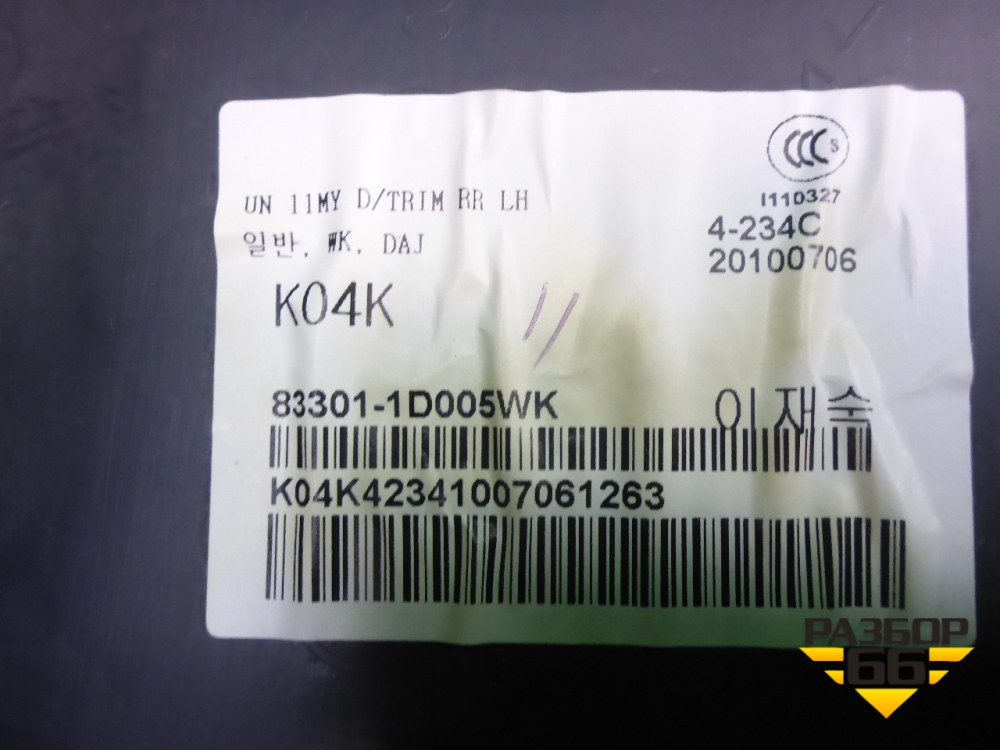 CCC S
I110327
UN 11MY D/TRIM RR LH
4-234C
일반, WK, DAJ
20100706
K04K
83301-1D005WK
이재숙
K04K42341007061263
РАЗБОР
66